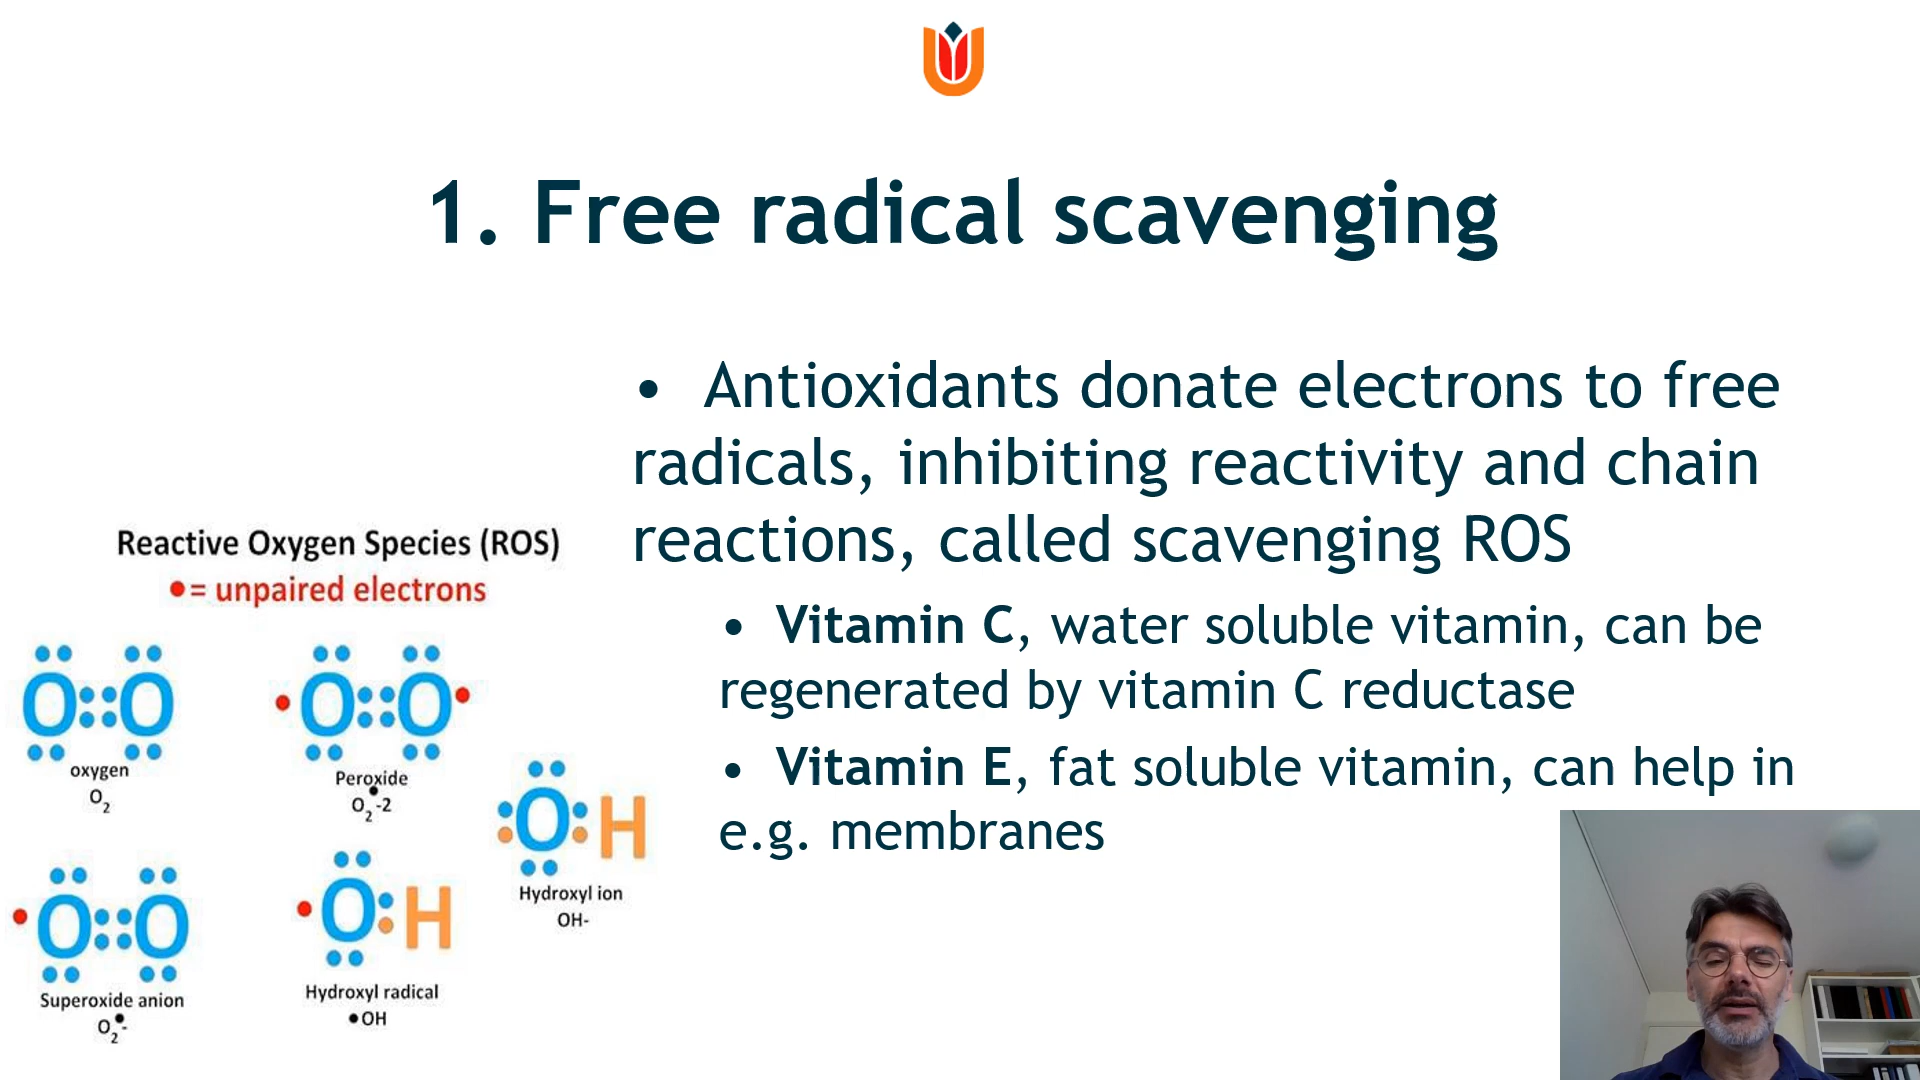 1. Free radical scavenging
• Antioxidants donate electrons to free
radicals, inhibiting reactivity and chain
reactions, called scavenging ROS
• Vitamin C, water soluble vitamin, can be
regenerated by vitamin C reductase
• Vitamin E, fat soluble vitamin, can help in
e.g. membranes
Reactive Oxygen Species (ROS)
•= unpaired electrons
O::O
oxygen
O2
•O::O•
Peroxide
O2•-2
O:H
Hydroxyl ion
OH-
•O::O
Superoxide anion
O2•-
•O:H
Hydroxyl radical
•OH